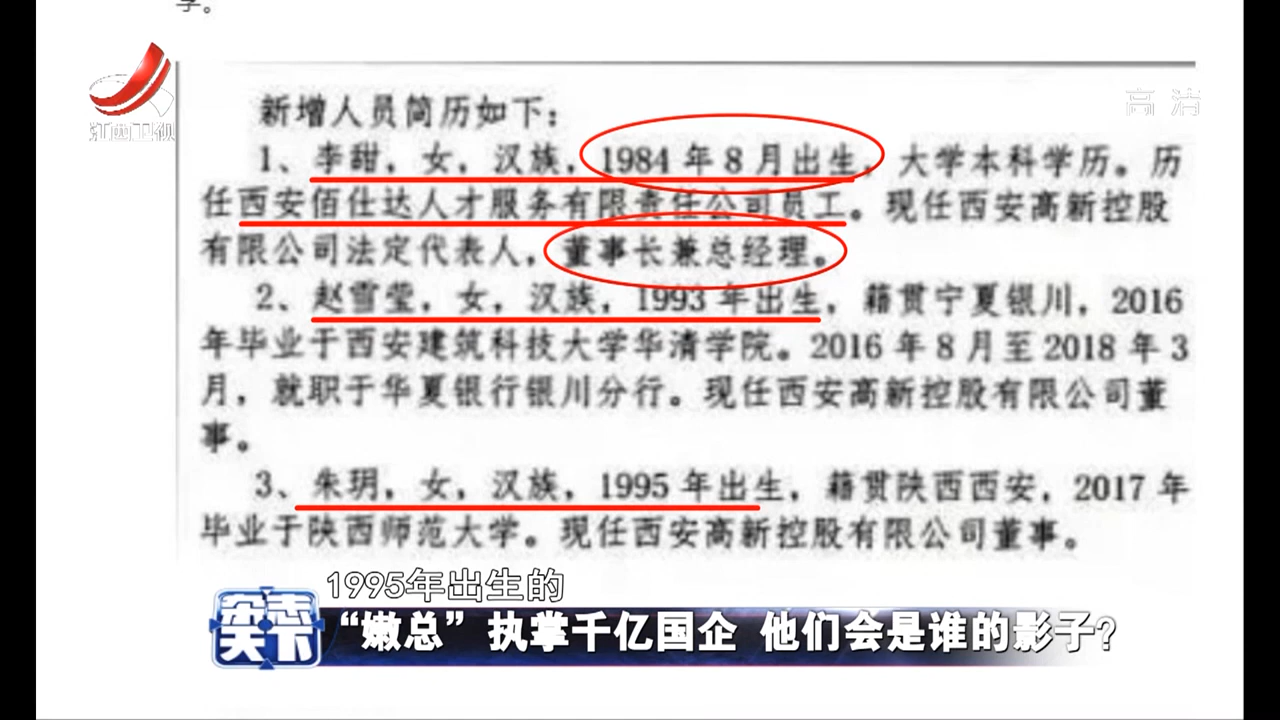 字。
江西卫视
高清
新增人员简历如下：
1、李甜，女，汉族，1984年8月出生，大学本科学历。历
任西安佰仕达人才服务有限责任公司员工。现任西安高新控股
有限公司法定代表人，董事长兼总经理。
2、赵雪莹，女，汉族，1993年出生，籍贯宁夏银川，2016
年毕业于西安建筑科技大学华清学院。2016年8月至2018年3
月，就职于华夏银行银川分行。现任西安高新控股有限公司董
事。
3、朱玥，女，汉族，1995年出生，籍贯陕西西安，2017年
毕业于陕西师范大学。现任西安高新控股有限公司董事。
1995年出生的
杂志天下
“嫩总”执掌千亿国企 他们会是谁的影子？